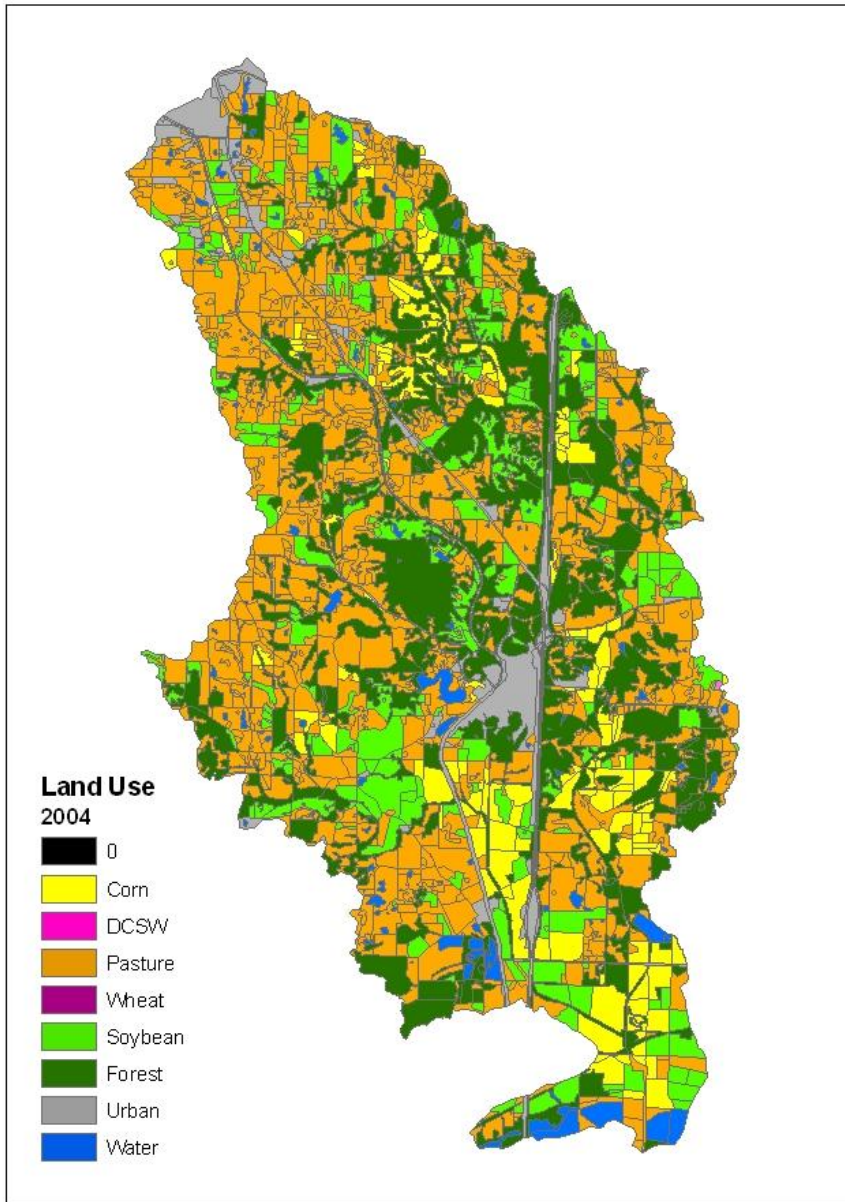 Land Use
2004
0
Corn
DCSW
Pasture
Wheat
Soybean
Forest
Urban
Water